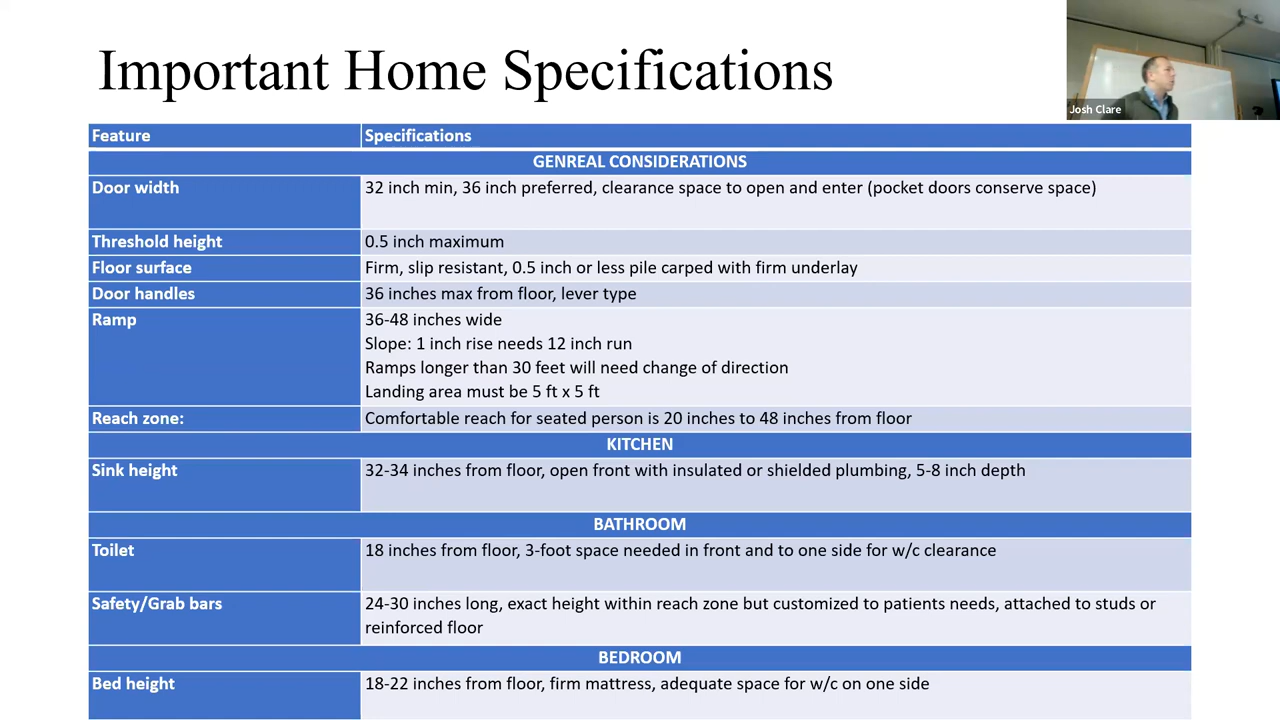 Important Home Specifications
Josh Clare
Feature Specifications
GENREAL CONSIDERATIONS
Door width 32 inch min, 36 inch preferred, clearance space to open and enter (pocket doors conserve space)
Threshold height 0.5 inch maximum
Floor surface Firm, slip resistant, 0.5 inch or less pile carped with firm underlay
Door handles 36 inches max from floor, lever type
Ramp 36-48 inches wide
Slope: 1 inch rise needs 12 inch run
Ramps longer than 30 feet will need change of direction
Landing area must be 5 ft x 5 ft
Reach zone: Comfortable reach for seated person is 20 inches to 48 inches from floor
KITCHEN
Sink height 32-34 inches from floor, open front with insulated or shielded plumbing, 5-8 inch depth
BATHROOM
Toilet 18 inches from floor, 3-foot space needed in front and to one side for w/c clearance
Safety/Grab bars 24-30 inches long, exact height within reach zone but customized to patients needs, attached to studs or
reinforced floor
BEDROOM
Bed height 18-22 inches from floor, firm mattress, adequate space for w/c on one side